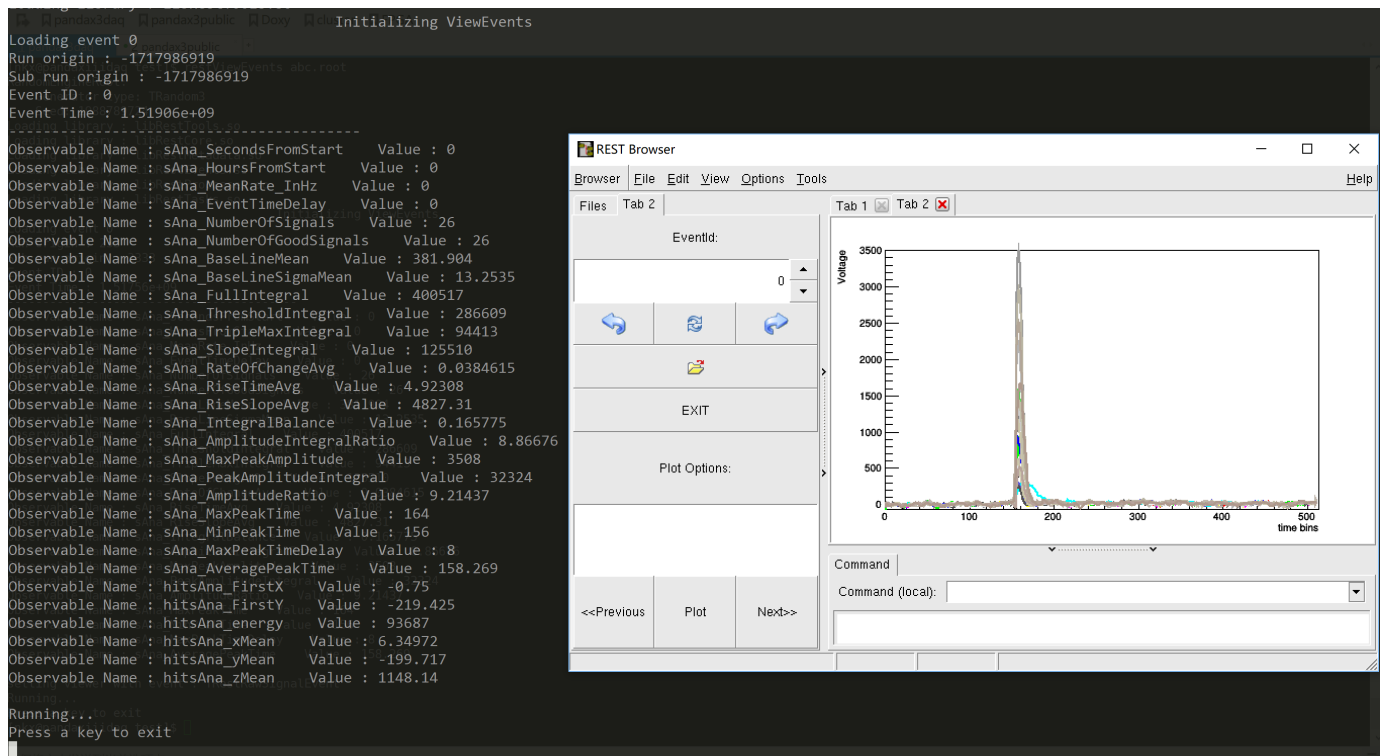 Initializing ViewEvents
Loading event 0
Run origin : -1717986919
Sub run origin : -1717986919
Event ID : 0
Event Time : 1.51906e+09
---------------------------------------
Observable Name : sAna_SecondsFromStart    Value : 0
Observable Name : sAna_HoursFromStart    Value : 0
Observable Name : sAna_MeanRate_InHz    Value : 0
Observable Name : sAna_EventTimeDelay    Value : 0
Observable Name : sAna_NumberOfSignals    Value : 26
Observable Name : sAna_NumberOfGoodSignals    Value : 26
Observable Name : sAna_BaseLineMean    Value : 381.904
Observable Name : sAna_BaseLineSigmaMean    Value : 13.2535
Observable Name : sAna_FullIntegral    Value : 400517
Observable Name : sAna_ThresholdIntegral    Value : 286609
Observable Name : sAna_TripleMaxIntegral    Value : 94413
Observable Name : sAna_SlopeIntegral    Value : 125510
Observable Name : sAna_RateOfChangeAvg    Value : 0.0384615
Observable Name : sAna_RiseTimeAvg    Value : 4.92308
Observable Name : sAna_RiseSlopeAvg    Value : 4827.31
Observable Name : sAna_IntegralBalance    Value : 0.165775
Observable Name : sAna_AmplitudeIntegralRatio    Value : 8.86676
Observable Name : sAna_MaxPeakAmplitude    Value : 3508
Observable Name : sAna_PeakAmplitudeIntegral    Value : 32324
Observable Name : sAna_AmplitudeRatio    Value : 9.21437
Observable Name : sAna_MaxPeakTime    Value : 164
Observable Name : sAna_MinPeakTime    Value : 156
Observable Name : sAna_MaxPeakTimeDelay    Value : 8
Observable Name : sAna_AveragePeakTime    Value : 158.269
Observable Name : hitsAna_FirstX    Value : -0.75
Observable Name : hitsAna_FirstY    Value : -219.425
Observable Name : hitsAna_energy    Value : 93687
Observable Name : hitsAna_xMean    Value : 6.34972
Observable Name : hitsAna_yMean    Value : -199.717
Observable Name : hitsAna_zMean    Value : 1148.14
Running...
Press a key to exit
REST Browser
Browser File Edit View Options Tools Help
Files Tab 2
EventId:
0
EXIT
Plot Options:
<<Previous Plot Next>>
Tab 1 Tab 2
Voltage
3500
3000
2500
2000
1500
1000
500
0
0 100 200 300 400 500
time bins
Command
Command (local):